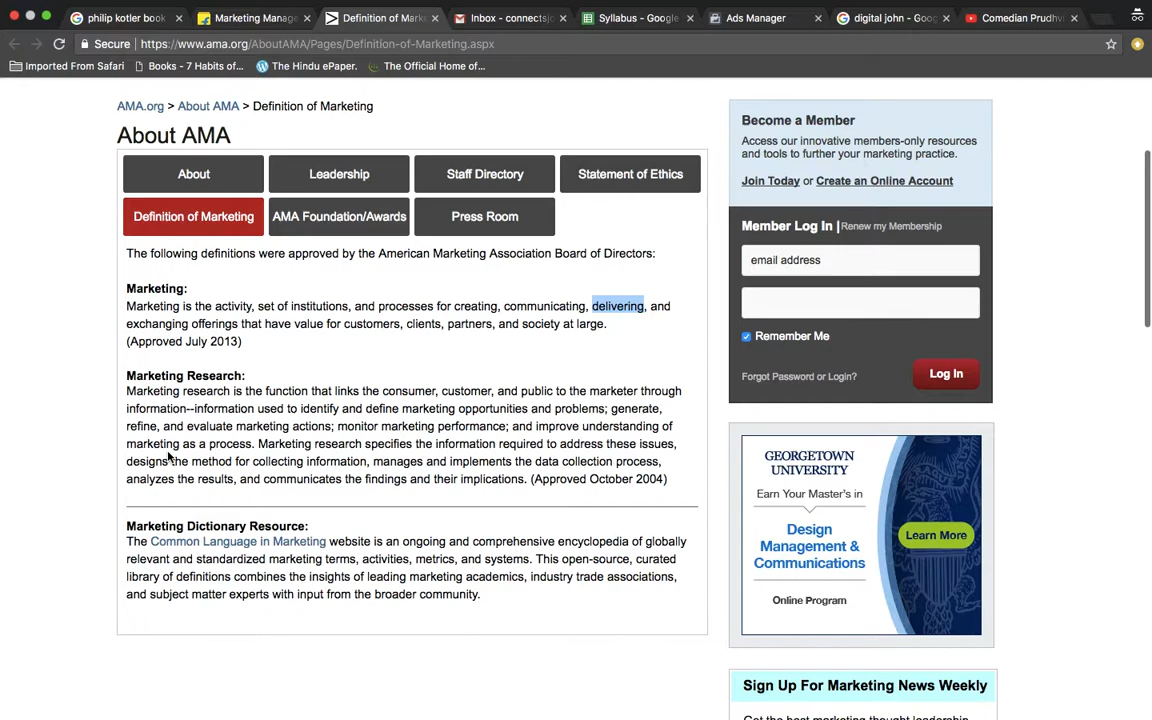 philip kotler book
Marketing Manage
Definition of Mark
Inbox - connectsjo
Syllabus - Google
Ads Manager
digital john - Goog
Comedian Prudhvi
Secure
https://www.ama.org/AboutAMA/Pages/Definition-of-Marketing.aspx
Imported From Safari
Books - 7 Habits of...
The Hindu ePaper.
The Official Home of...
AMA.org > About AMA > Definition of Marketing
About AMA
About
Leadership
Staff Directory
Statement of Ethics
Definition of Marketing
AMA Foundation/Awards
Press Room
The following definitions were approved by the American Marketing Association Board of Directors:
Marketing:
Marketing is the activity, set of institutions, and processes for creating, communicating, delivering, and
exchanging offerings that have value for customers, clients, partners, and society at large.
(Approved July 2013)
Marketing Research:
Marketing research is the function that links the consumer, customer, and public to the marketer through
information--information used to identify and define marketing opportunities and problems; generate,
refine, and evaluate marketing actions; monitor marketing performance; and improve understanding of
marketing as a process. Marketing research specifies the information required to address these issues,
designs the method for collecting information, manages and implements the data collection process,
analyzes the results, and communicates the findings and their implications. (Approved October 2004)
Marketing Dictionary Resource:
The Common Language in Marketing website is an ongoing and comprehensive encyclopedia of globally
relevant and standardized marketing terms, activities, metrics, and systems. This open-source, curated
library of definitions combines the insights of leading marketing academics, industry trade associations,
and subject matter experts with input from the broader community.
Become a Member
Access our innovative members-only resources
and tools to further your marketing practice.
Join Today or Create an Online Account
Member Log In | Renew my Membership
email address
Remember Me
Forgot Password or Login?
Log In
GEORGETOWN
UNIVERSITY
Earn Your Master's in
Design
Management &
Communications
Learn More
Online Program
Sign Up For Marketing News Weekly
Get the best marketing thought leadership